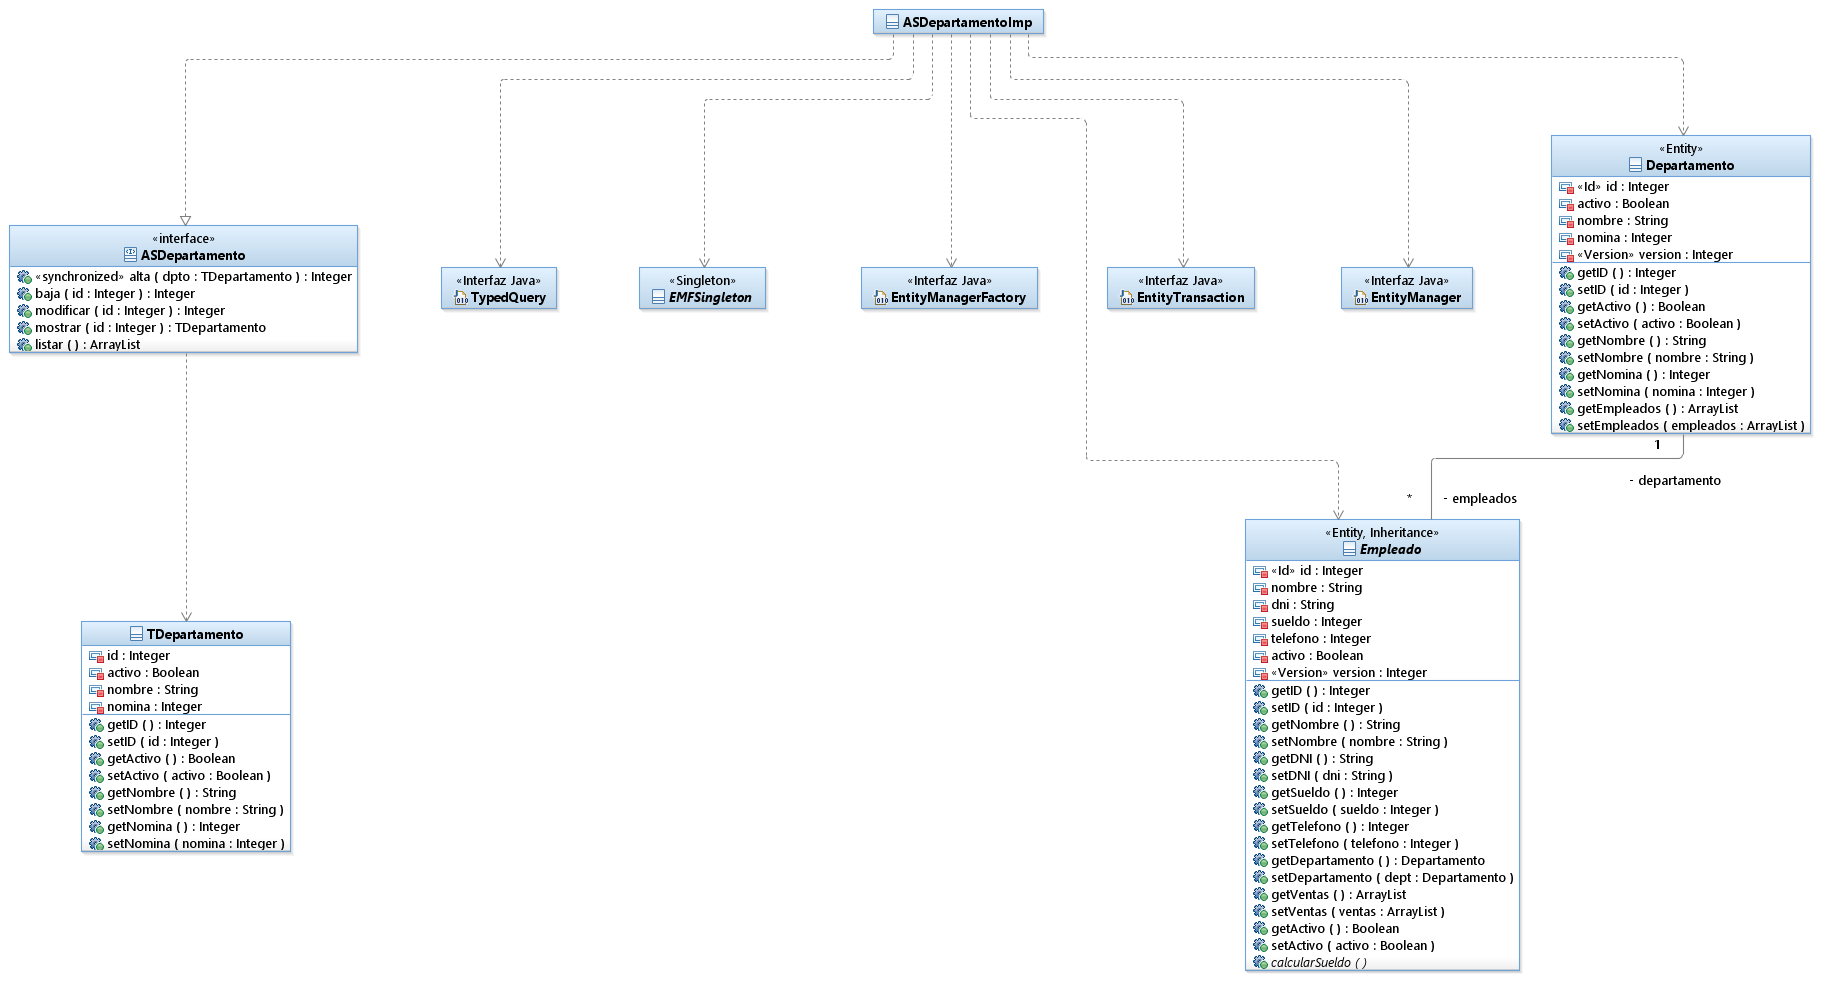 ASDepartamentoImp
«interface»
ASDepartamento
«synchronized» alta ( dpto : TDepartamento ) : Integer
baja ( id : Integer ) : Integer
modificar ( id : Integer ) : Integer
mostrar ( id : Integer ) : TDepartamento
listar ( ) : ArrayList
«Interfaz Java»
TypedQuery
«Singleton»
EMFSingleton
«Interfaz Java»
EntityManagerFactory
«Interfaz Java»
EntityTransaction
«Interfaz Java»
EntityManager
«Entity»
Departamento
«Id» id : Integer
activo : Boolean
nombre : String
nomina : Integer
«Version» version : Integer
getID ( ) : Integer
setID ( id : Integer )
getActivo ( ) : Boolean
setActivo ( activo : Boolean )
getNombre ( ) : String
setNombre ( nombre : String )
getNomina ( ) : Integer
setNomina ( nomina : Integer )
getEmpleados ( ) : ArrayList
setEmpleados ( empleados : ArrayList )
1
- departamento
*
- empleados
«Entity, Inheritance»
Empleado
«Id» id : Integer
nombre : String
dni : String
sueldo : Integer
telefono : Integer
activo : Boolean
«Version» version : Integer
getID ( ) : Integer
setID ( id : Integer )
getNombre ( ) : String
setNombre ( nombre : String )
getDNI ( ) : String
setDNI ( dni : String )
getSueldo ( ) : Integer
setSueldo ( sueldo : Integer )
getTelefono ( ) : Integer
setTelefono ( telefono : Integer )
getDepartamento ( ) : Departamento
setDepartamento ( dept : Departamento )
getVentas ( ) : ArrayList
setVentas ( ventas : ArrayList )
getActivo ( ) : Boolean
setActivo ( activo : Boolean )
calcularSueldo ( )
TDepartamento
id : Integer
activo : Boolean
nombre : String
nomina : Integer
getID ( ) : Integer
setID ( id : Integer )
getActivo ( ) : Boolean
setActivo ( activo : Boolean )
getNombre ( ) : String
setNombre ( nombre : String )
getNomina ( ) : Integer
setNomina ( nomina : Integer )